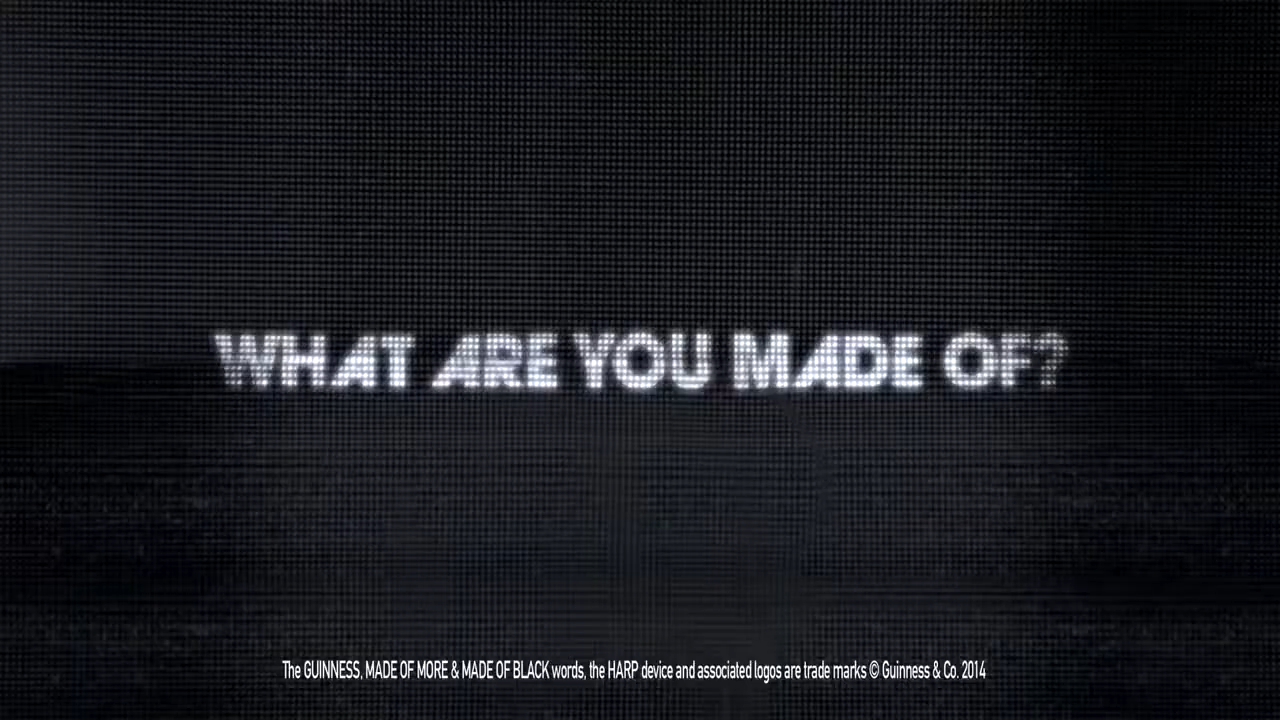 WHAT ARE YOU MADE OF?
The GUINNESS, MADE OF MORE & MADE OF BLACK words, the HARP device and associated logos are trade marks © Guinness & Co. 2014